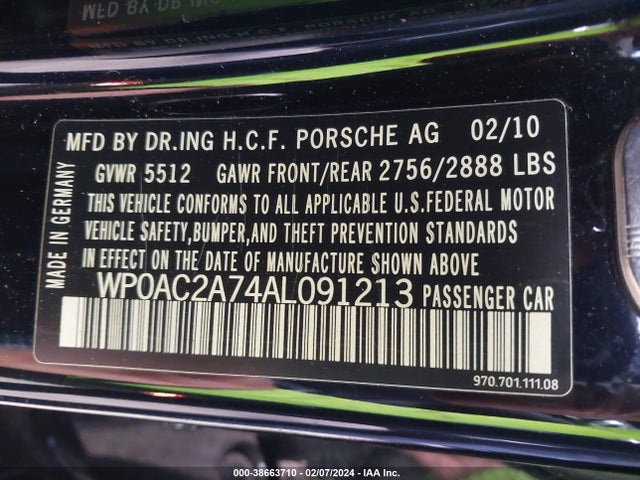 MFD BY DR.ING H.C.F. PORSCHE AG 02/10
GVWR 5512 GAWR FRONT/REAR 2756/2888 LBS
THIS VEHICLE CONFORMS TO ALL APPLICABLE U.S.FEDERAL MOTOR
VEHICLE SAFETY,BUMPER,AND THEFT PREVENTION STANDARDS
IN EFFECT ON THE DATE OF MANUFACTURE SHOWN ABOVE
WP0AC2A74AL091213 PASSENGER CAR
MADE IN GERMANY
970.701.111.08
000-38663710 - 02/07/2024 - IAA Inc.